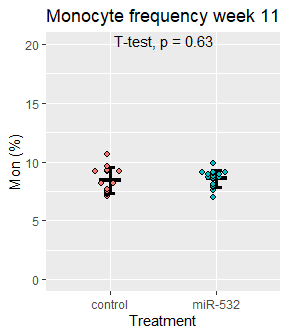 Monocyte frequency week 11
T-test, p = 0.63
20
15
10
5
0
Mon (%)
control
miR-532
Treatment